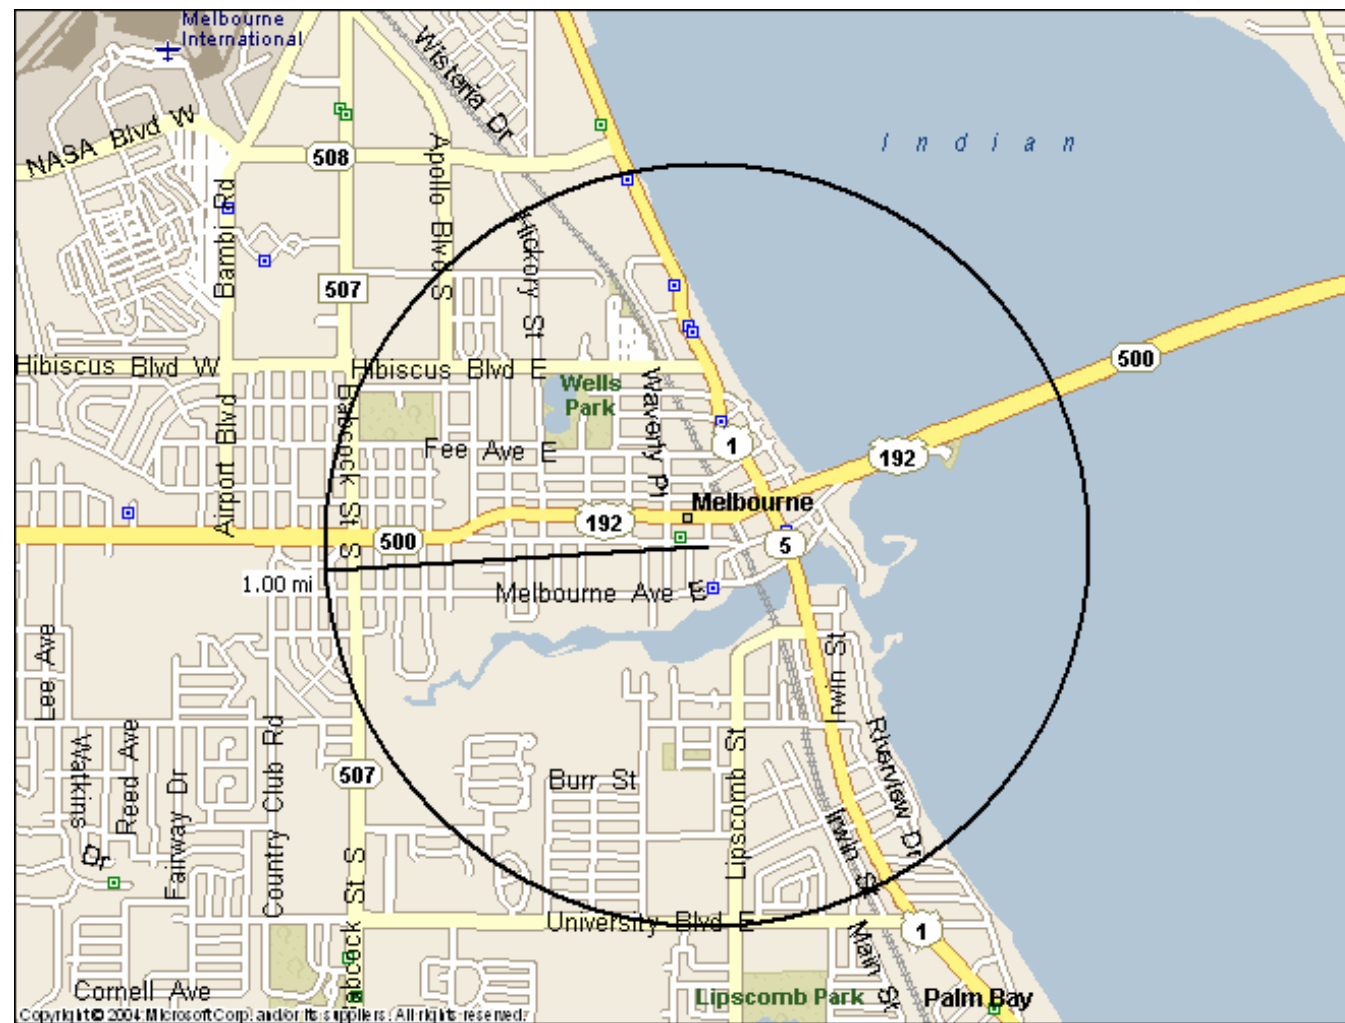 Melbourne
International
Wisteria Dr
NASA Blvd W
508
Apollo Blvd S
Indian
Bambi Rd
Hickory St
507
500
Hibiscus Blvd W
Hibiscus Blvd E
Wells
Park
Waverly Pl
Babcock St S
Airport Blvd
Fee Ave E
1
192
Melbourne
192
500
5
1.00 mi
Melbourne Ave E
Lee Ave
Irwin St
Riverview Dr
Watkins
Dr
Reed Ave
Fairway Dr
Country Club Rd
507
Burr St
Lipscomb St
Irwin St
Babcock St S
University Blvd E
1
Main St
Cornell Ave
Lipscomb Park
Palm Bay
Copyright © 2004 Microsoft Corp. and/or its suppliers. All rights reserved.